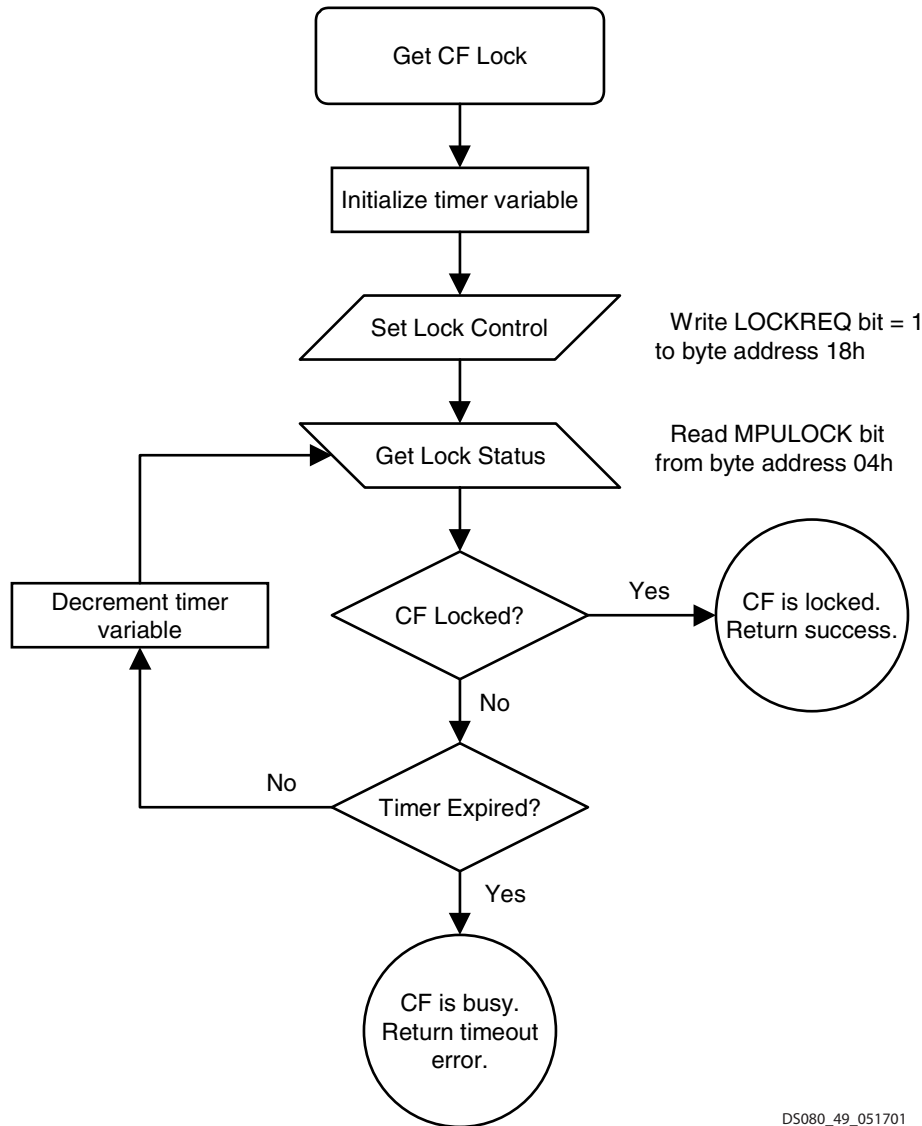 Get CF Lock
Initialize timer variable
Set Lock Control
Write LOCKREQ bit = 1
to byte address 18h
Get Lock Status
Read MPULOCK bit
from byte address 04h
Decrement timer
variable
CF Locked?
Yes
CF is locked.
Return success.
No
Timer Expired?
No
Yes
CF is busy.
Return timeout
error.
DS080_49_051701